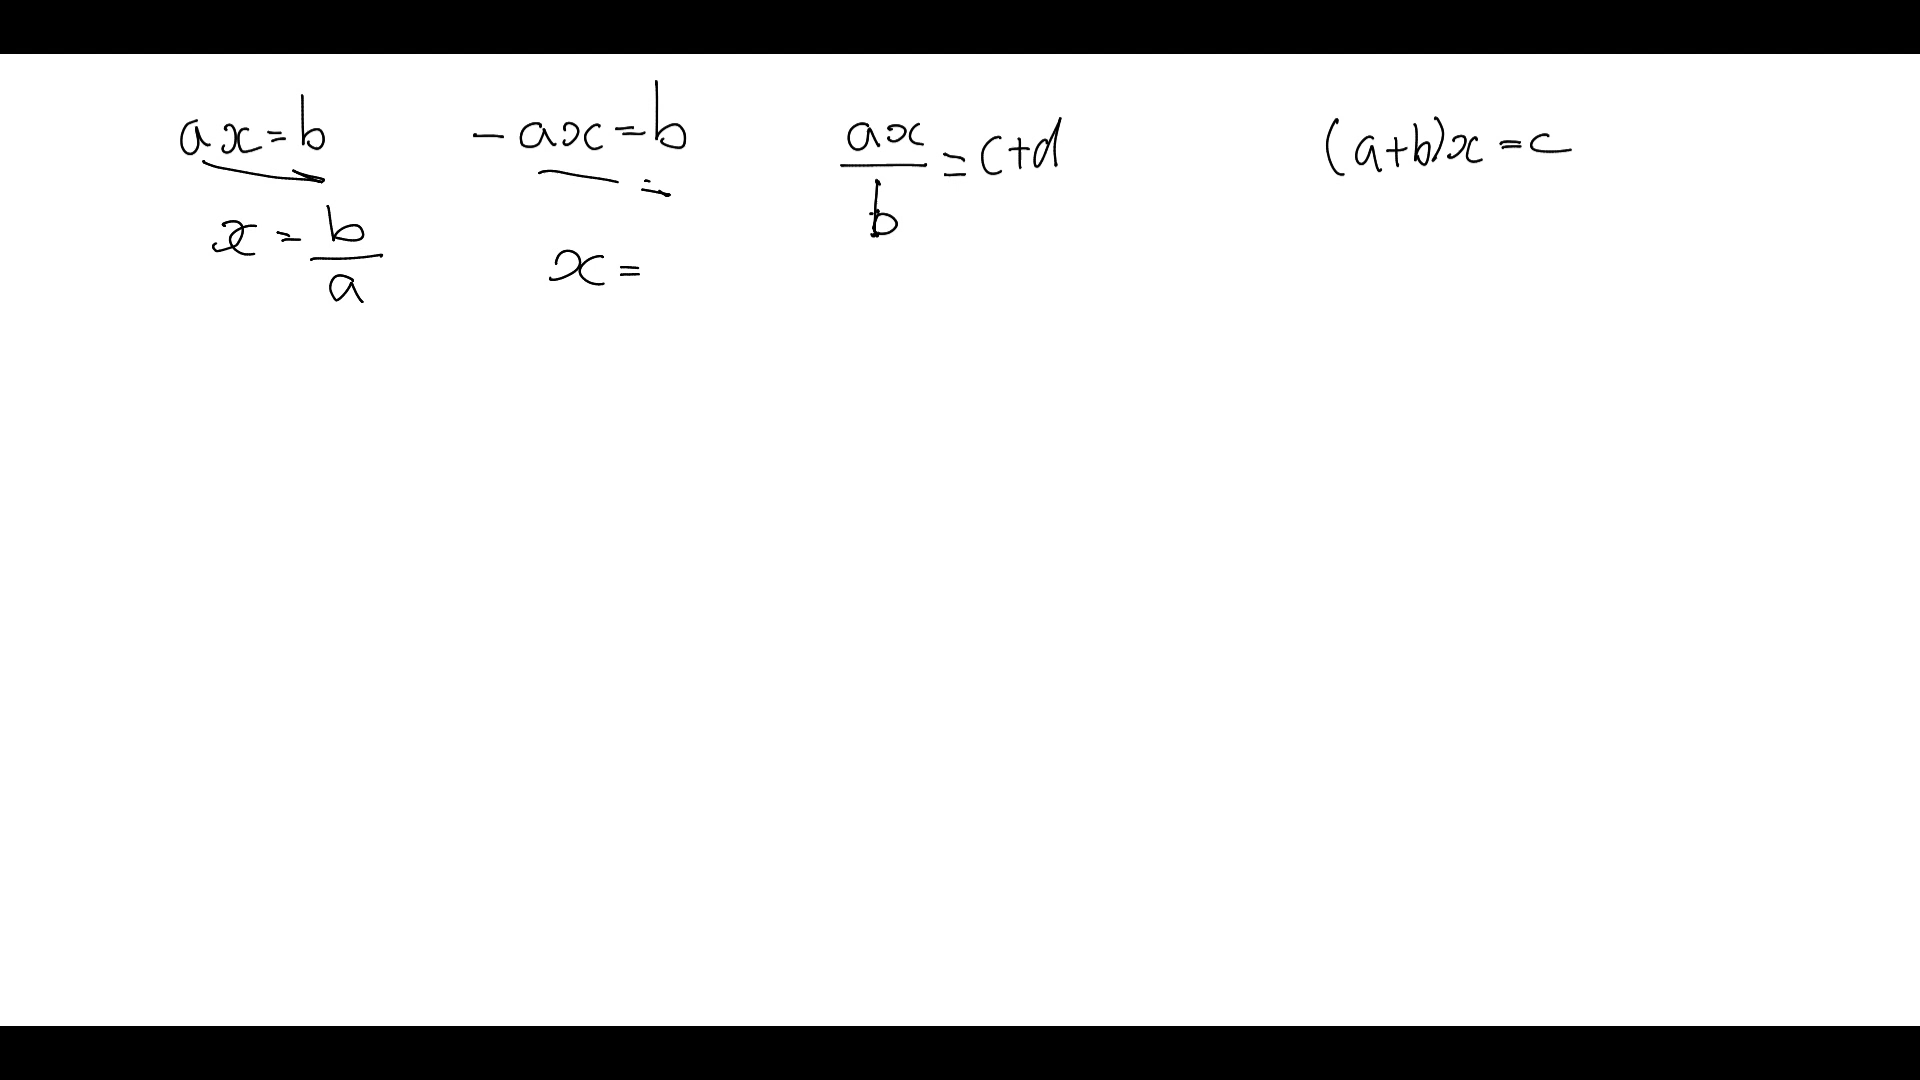 ax = b
x = b/a
-ax = b
x =
ax/b = c+d
(a+b)x = c